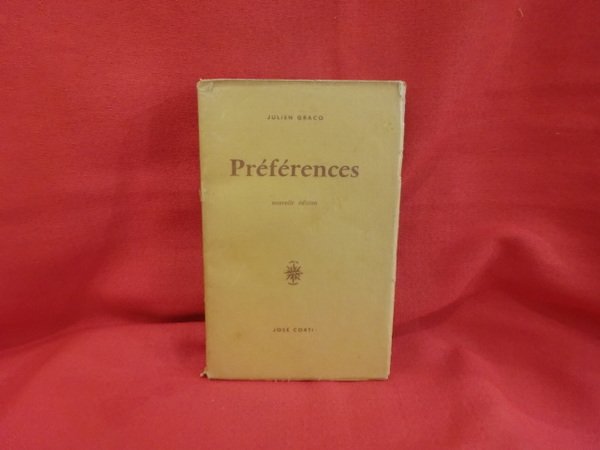 JULIEN GRACQ
Préférences
nouvelle édition
JOSÉ CORTI